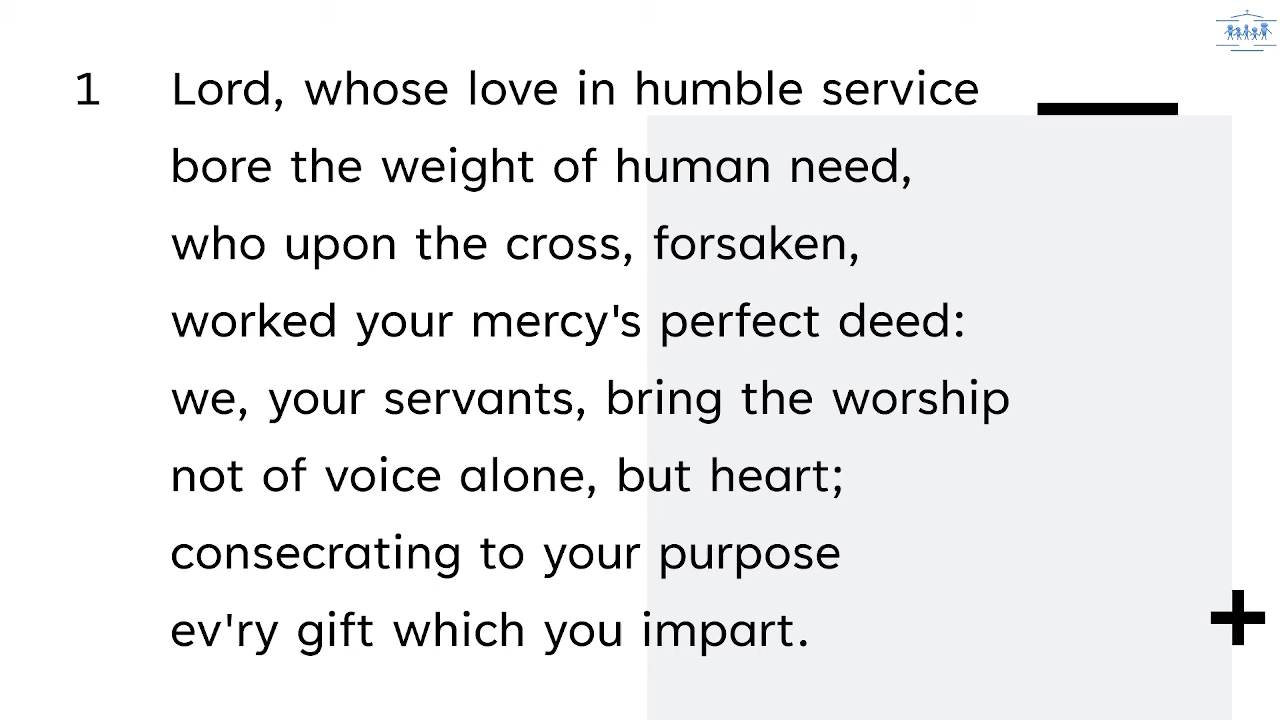 1 Lord, whose love in humble service
bore the weight of human need,
who upon the cross, forsaken,
worked your mercy's perfect deed:
we, your servants, bring the worship
not of voice alone, but heart;
consecrating to your purpose
ev'ry gift which you impart.